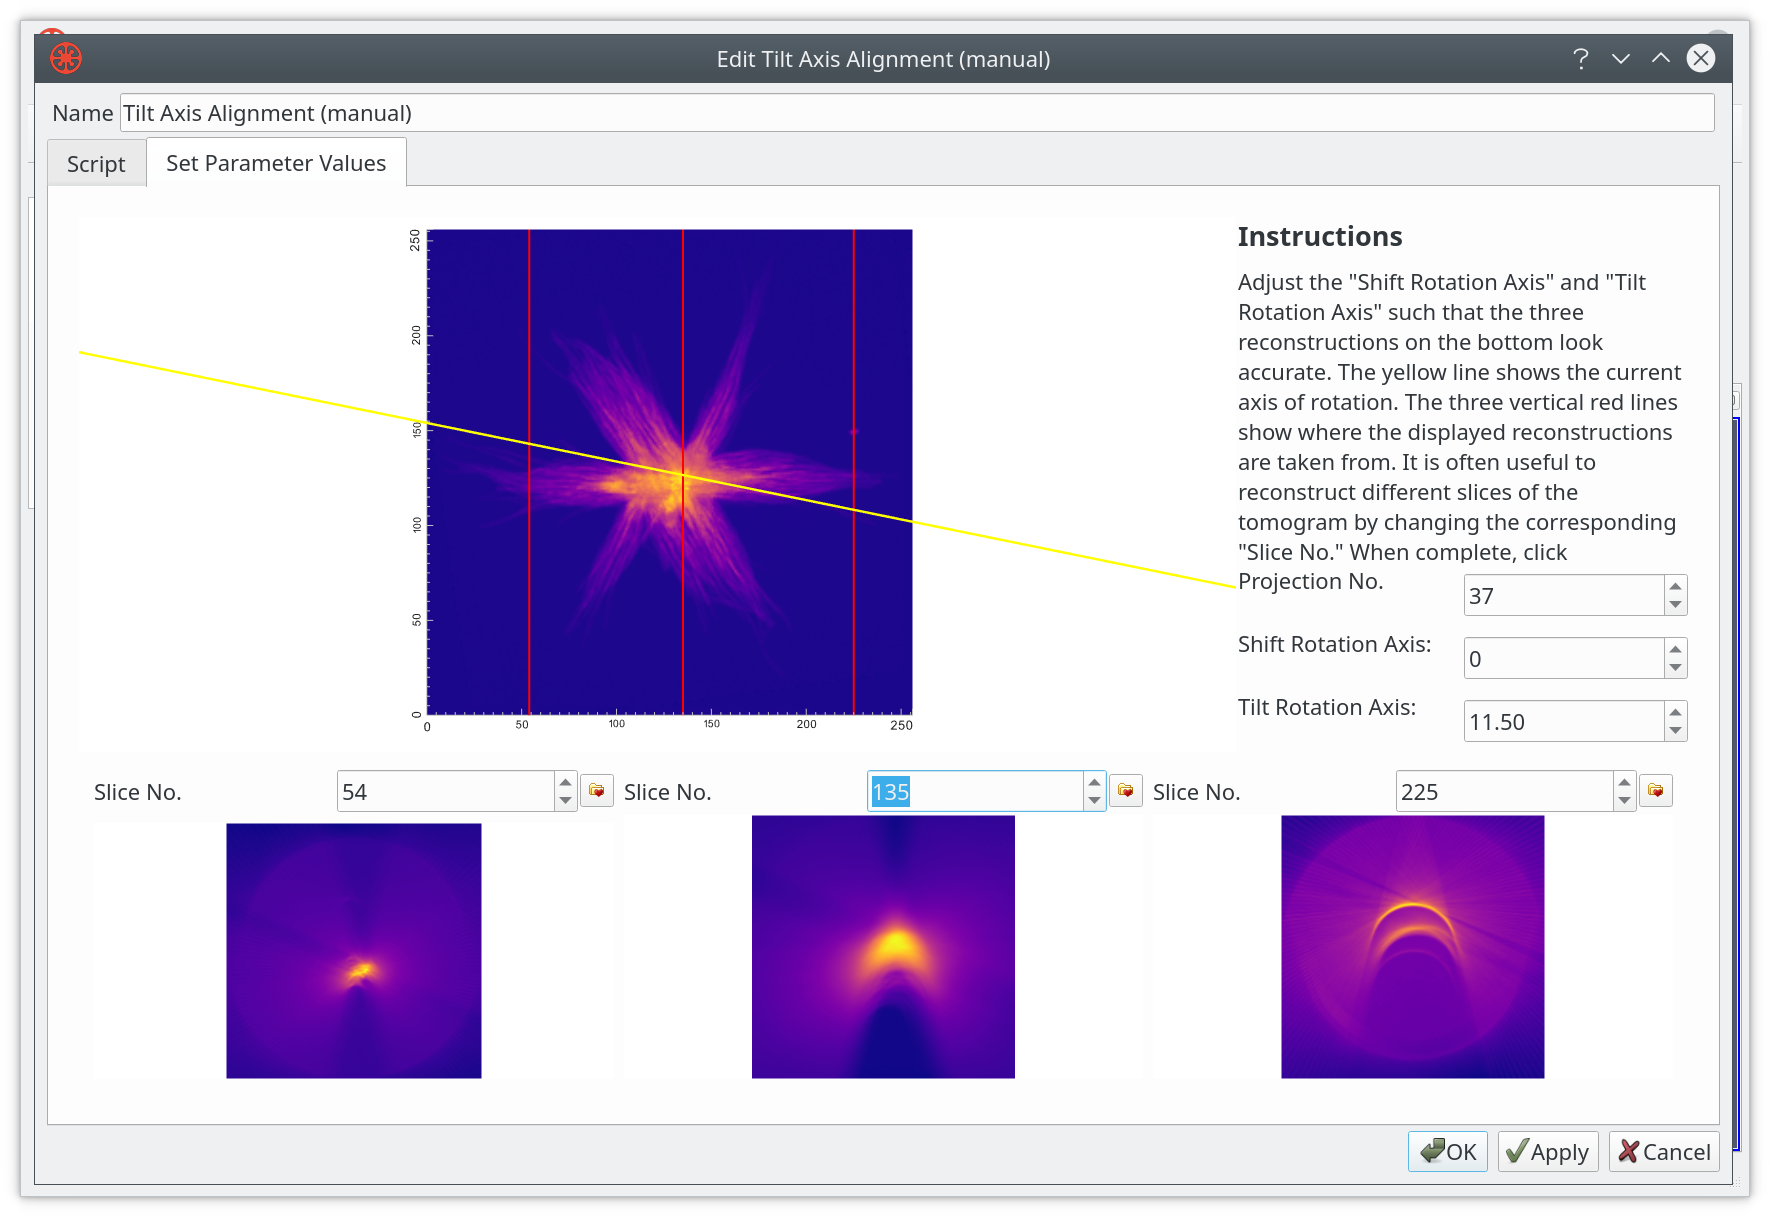 Edit Tilt Axis Alignment (manual)
Name Tilt Axis Alignment (manual)
Script Set Parameter Values
250
200
150
100
50
0
0 50 100 150 200 250
Instructions
Adjust the "Shift Rotation Axis" and "Tilt
Rotation Axis" such that the three
reconstructions on the bottom look
accurate. The yellow line shows the current
axis of rotation. The three vertical red lines
show where the displayed reconstructions
are taken from. It is often useful to
reconstruct different slices of the
tomogram by changing the corresponding
"Slice No." When complete, click
Projection No. 37
Shift Rotation Axis: 0
Tilt Rotation Axis: 11.50
Slice No. 54 Slice No. 135 Slice No. 225
OK Apply Cancel